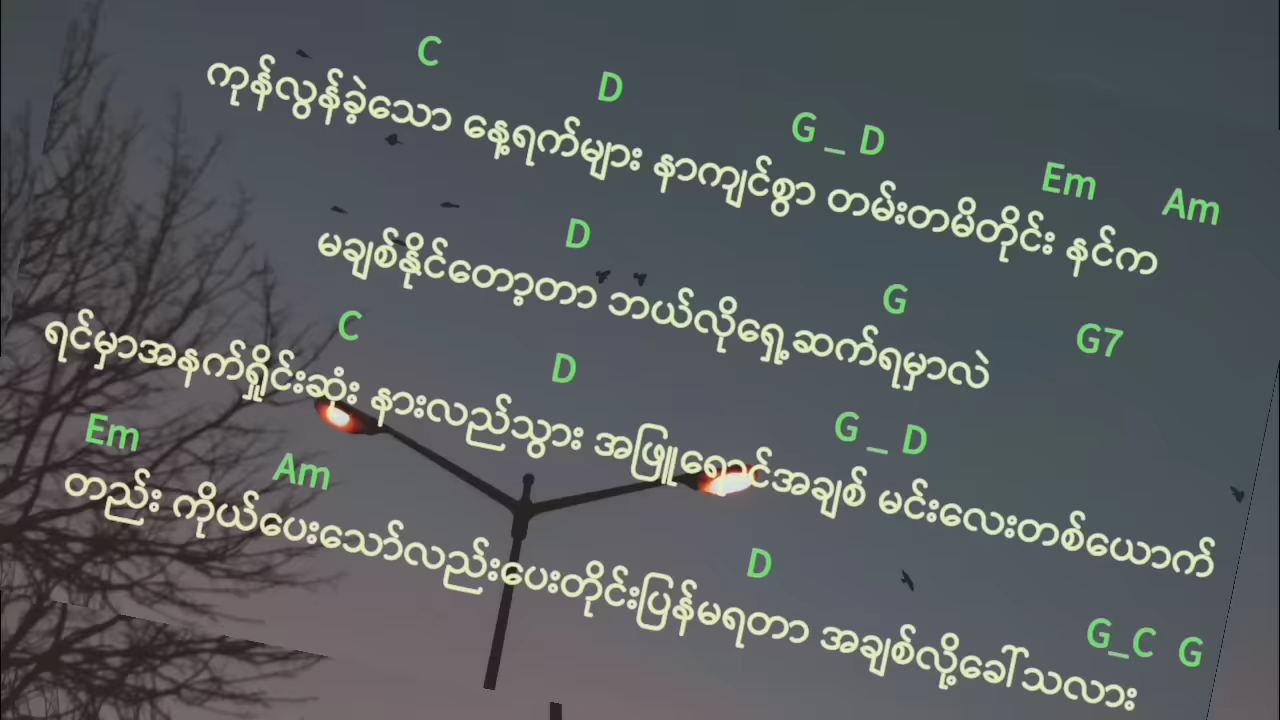 C D G _ D Em Am
ကုန်လွန်ခဲ့သော နေ့ရက်များ နာကျင်စွာ တမ်းတမိတိုင်း နင်က
D G G7
မချစ်နိုင်တော့တာ ဘယ်လိုရှေ့ဆက်ရမှာလဲ
C D G _ D
ရင်မှာအနက်ရှိုင်းဆုံး နားလည်သွား အဖြူရောင်အချစ် မင်းလေးတစ်ယောက်
Em Am D G_C G
တည်း ကိုယ်ပေးသော်လည်းပေးတိုင်းပြန်မရတာ အချစ်လို့ခေါ်သလား